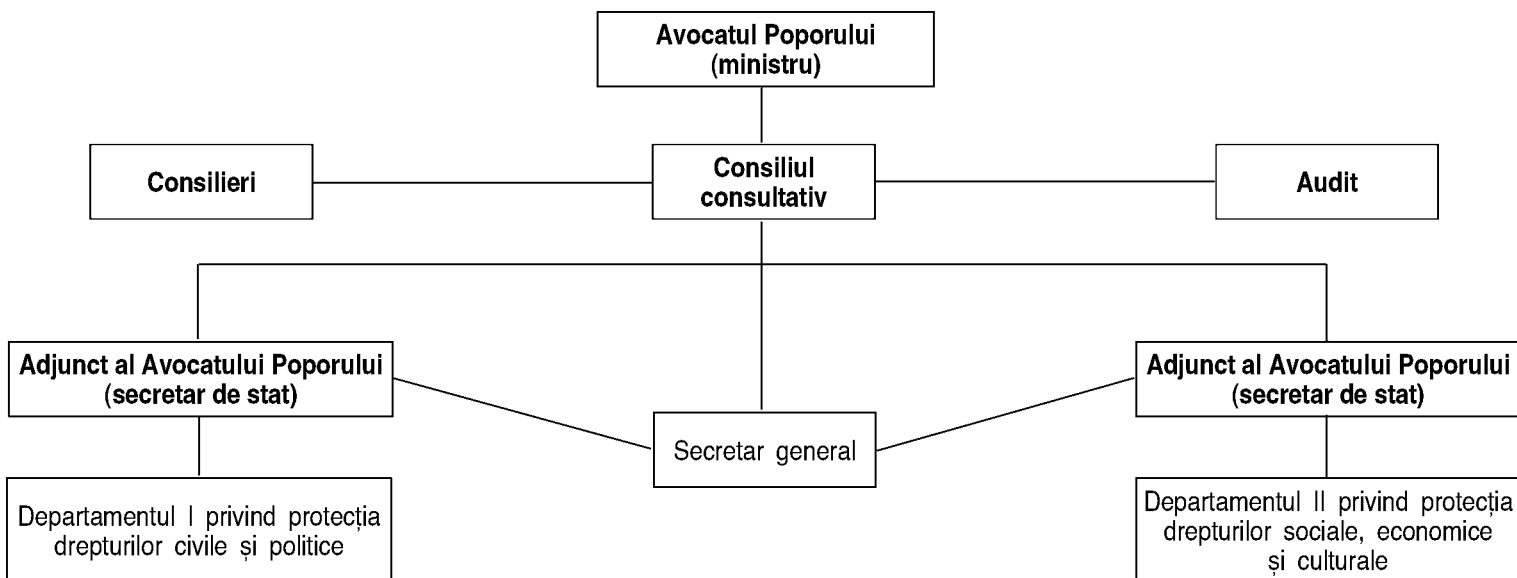 Avocatul Poporului
(ministru)
Consilieri
Consiliul
consultativ
Audit
Adjunct al Avocatului Poporului
(secretar de stat)
Adjunct al Avocatului Poporului
(secretar de stat)
Secretar general
Departamentul I privind protecția
drepturilor civile și politice
Departamentul II privind protecția
drepturilor sociale, economice
și culturale